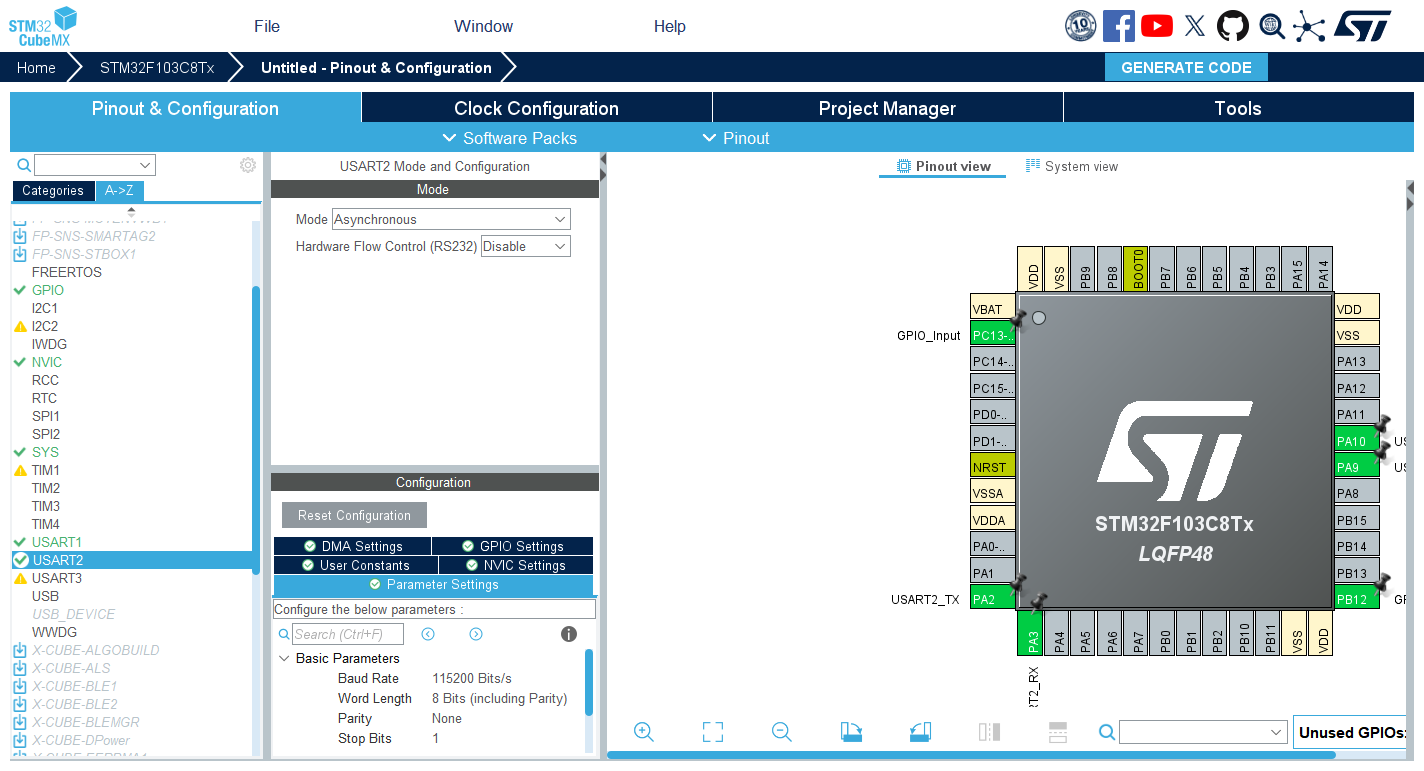 STM32
CubeMX
File Window Help
10
Home STM32F103C8Tx Untitled - Pinout & Configuration GENERATE CODE
Pinout & Configuration Clock Configuration Project Manager Tools
Software Packs Pinout
Categories A->Z
FP-SNS-SMARTAG2
FP-SNS-STBOX1
FREERTOS
GPIO
I2C1
I2C2
IWDG
NVIC
RCC
RTC
SPI1
SPI2
SYS
TIM1
TIM2
TIM3
TIM4
USART1
USART2
USART3
USB
USB_DEVICE
WWDG
X-CUBE-ALGOBUILD
X-CUBE-ALS
X-CUBE-BLE1
X-CUBE-BLE2
X-CUBE-BLEMGR
X-CUBE-DPower
USART2 Mode and Configuration
Mode
Mode Asynchronous
Hardware Flow Control (RS232) Disable
Configuration
Reset Configuration
DMA Settings GPIO Settings
User Constants NVIC Settings
Parameter Settings
Configure the below parameters :
Search (Ctrl+F)
Basic Parameters
Baud Rate 115200 Bits/s
Word Length 8 Bits (including Parity)
Parity None
Stop Bits 1
Pinout view System view
VDD VSS PB9 PB8 BOOT0 PB7 PB6 PB5 PB4 PB3 PA15 PA14
VBAT
GPIO_Input PC13-..
PC14-..
PC15-..
PD0-..
PD1-..
NRST
VSSA
VDDA
PA0-..
PA1
USART2_TX PA2
STM32F103C8Tx
LQFP48
VDD
VSS
PA13
PA12
PA11
PA10
PA9
PA8
PB15
PB14
PB13
PB12
PA3 PA4 PA5 PA6 PA7 PB0 PB1 PB2 PB10 PB11 VSS VDD
RT2_RX
Unused GPIOs: